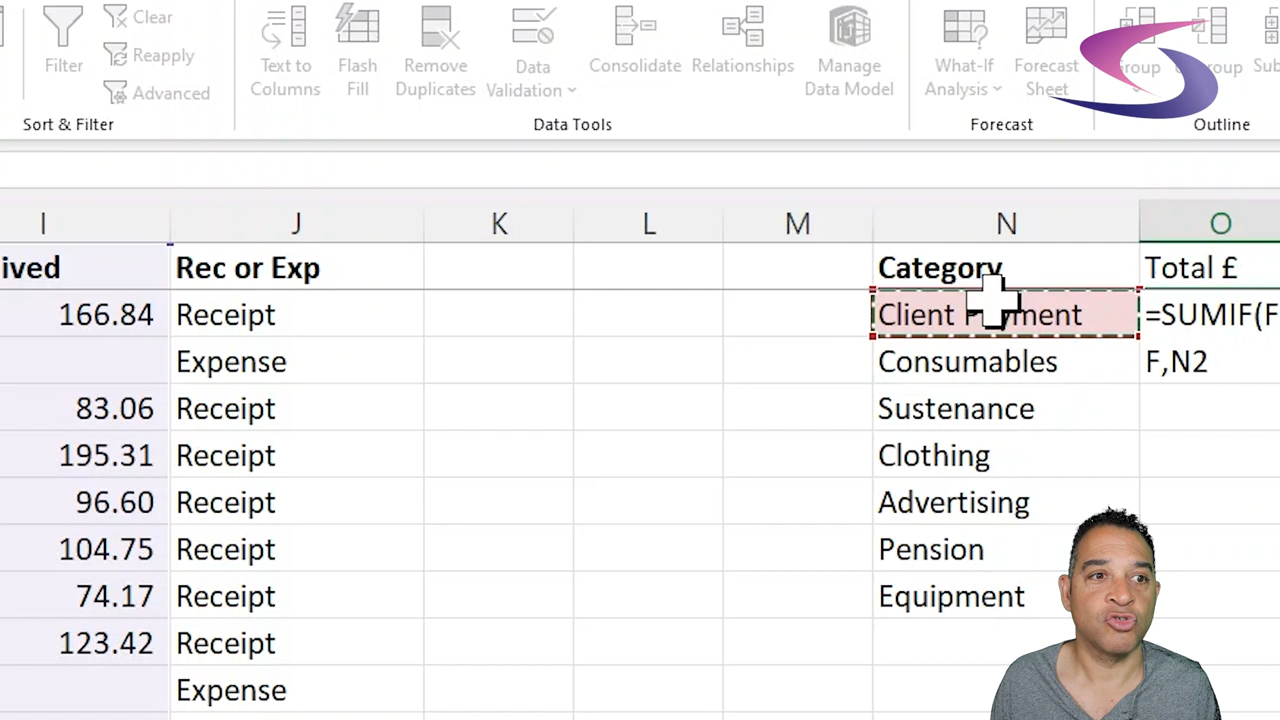 Clear
Reapply
Advanced
Filter
Sort & Filter
Text to Columns
Flash Fill
Remove Duplicates
Data Validation
Consolidate
Relationships
Manage Data Model
Data Tools
What-If Analysis
Forecast Sheet
Forecast
Group
Outline
I J K L M N O
ived Rec or Exp Category Total £
166.84 Receipt Client Payment =SUMIF(F
Expense Consumables F,N2
83.06 Receipt Sustenance
195.31 Receipt Clothing
96.60 Receipt Advertising
104.75 Receipt Pension
74.17 Receipt Equipment
123.42 Receipt
Expense